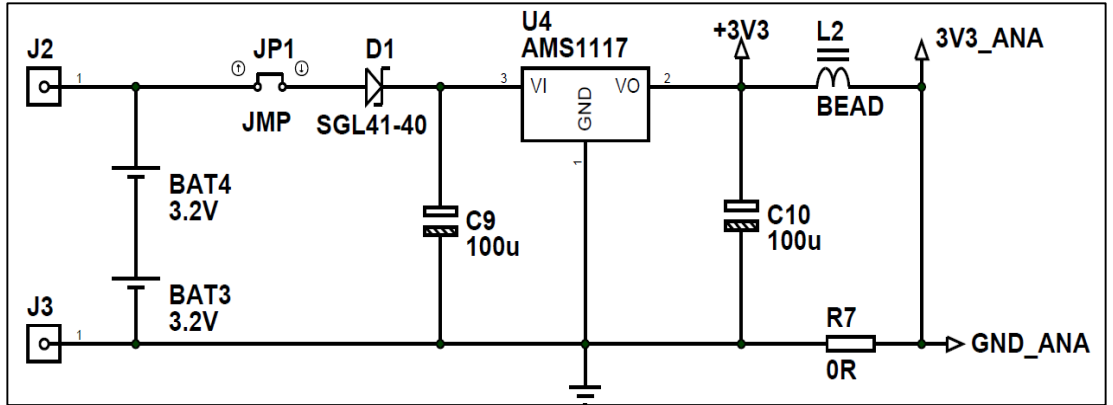 J2
1
JP1
JMP
D1
SGL41-40
U4
AMS1117
3
VI
VO
2
GND
1
+3V3
L2
BEAD
3V3_ANA
BAT4
3.2V
BAT3
3.2V
C9
100u
C10
100u
J3
1
R7
0R
GND_ANA